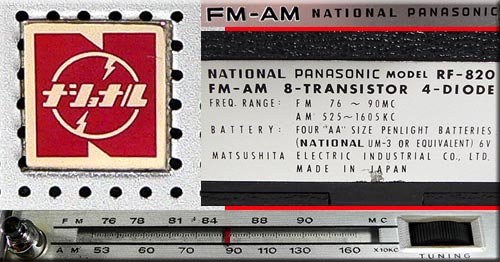 ナショナル
FM-AM NATIONAL PANASONIC
NATIONAL PANASONIC MODEL RF-820
FM-AM 8-TRANSISTOR 4-DIODE
FREQ. RANGE: FM 76 ~ 90MC
AM 525~1605KC
BATTERY: FOUR "AA" SIZE PENLIGHT BATTERIES
(NATIONAL UM-3 OR EQUIVALENT) 6V
MATSUSHITA ELECTRIC INDUSTRIAL CO., LTD.
MADE IN JAPAN
FM 76 78 81 84 88 90 MC
AM 53 60 70 90 110 130 160 X10KC
TUNING